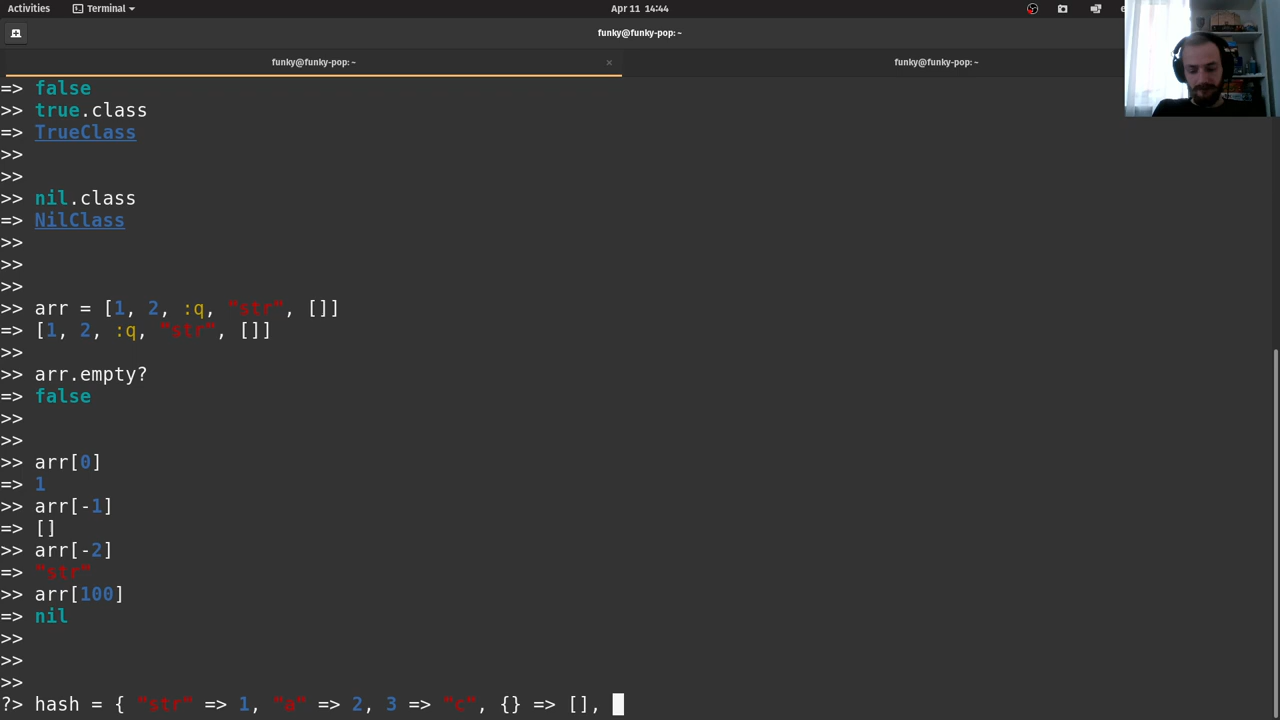 Activities Terminal Apr 11 14:44
funky@funky-pop: ~
funky@funky-pop: ~ × funky@funky-pop: ~
=> false
>> true.class
=> TrueClass
>>
>>
>> nil.class
=> NilClass
>>
>>
>>
>> arr = [1, 2, :q, "str", []]
=> [1, 2, :q, "str", []]
>>
>> arr.empty?
=> false
>>
>>
>> arr[0]
=> 1
>> arr[-1]
=> []
>> arr[-2]
=> "str"
>> arr[100]
=> nil
>>
>>
>>
?> hash = { "str" => 1, "a" => 2, 3 => "c", {} => [],